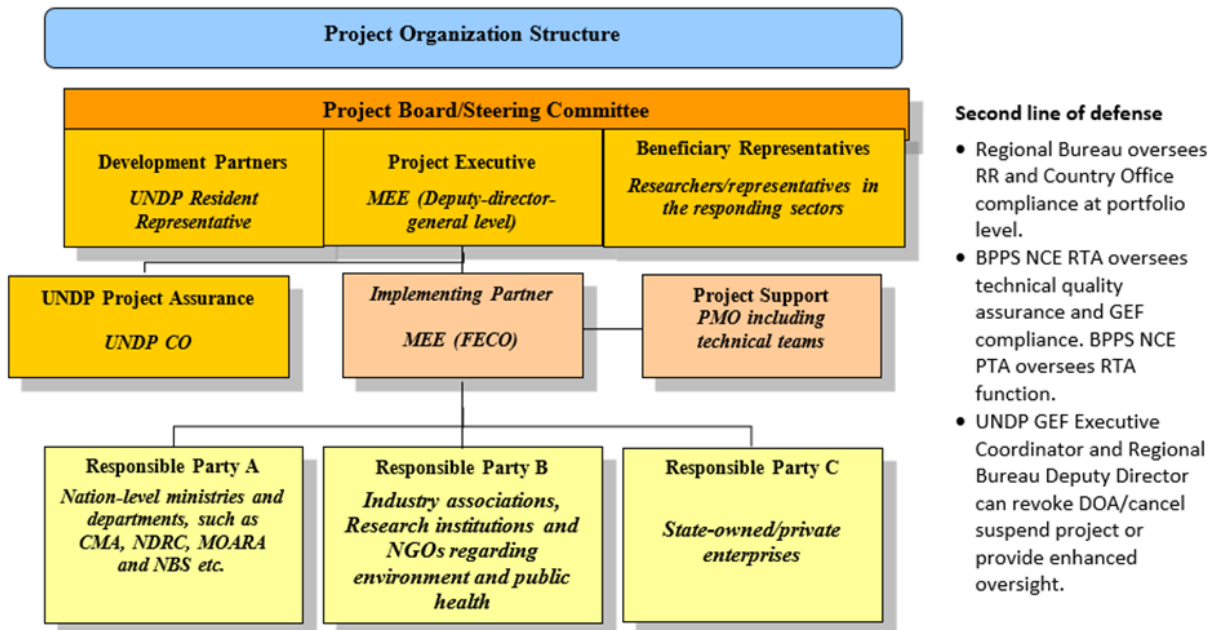 Project Organization Structure
Project Board/Steering Committee
Development Partners
UNDP Resident
Representative
Project Executive
MEE (Deputy-director-
general level)
Beneficiary Representatives
Researchers/representatives in
the responding sectors
UNDP Project Assurance
UNDP CO
Implementing Partner
MEE (FECO)
Project Support
PMO including
technical teams
Responsible Party A
Nation-level ministries and
departments, such as
CMA, NDRC, MOARA
and NBS etc.
Responsible Party B
Industry associations,
Research institutions and
NGOs regarding
environment and public
health
Responsible Party C
State-owned/private
enterprises
Second line of defense
• Regional Bureau oversees
RR and Country Office
compliance at portfolio
level.
• BPPS NCE RTA oversees
technical quality
assurance and GEF
compliance. BPPS NCE
PTA oversees RTA
function.
• UNDP GEF Executive
Coordinator and Regional
Bureau Deputy Director
can revoke DOA/cancel
suspend project or
provide enhanced
oversight.